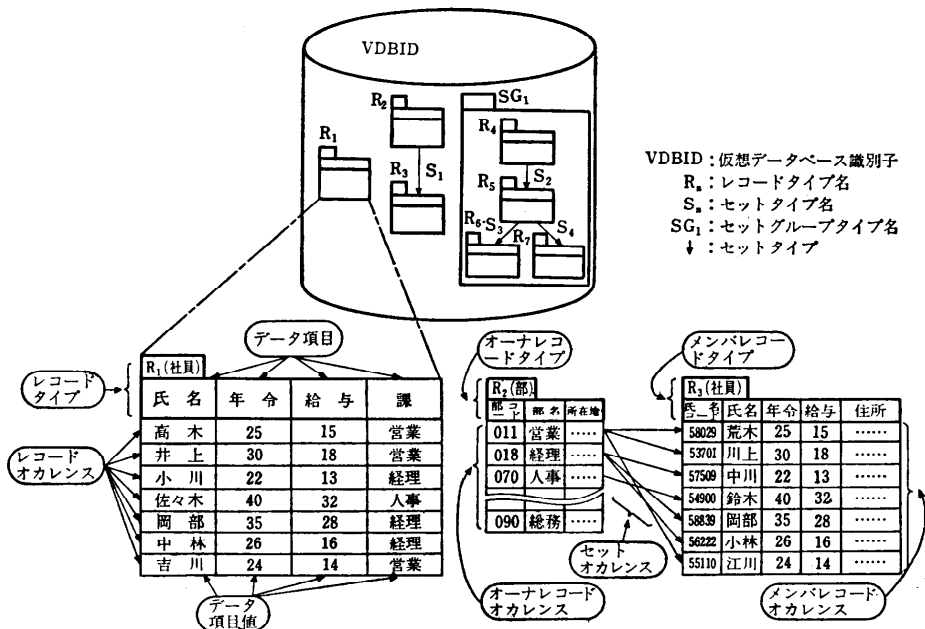 VDBID
SG₁
R₂
R₄
R₁
R₃
S₁
R₅
S₂
R₆
S₃
R₇
S₄
VDBID：仮想データベース識別子
Rₙ：レコードタイプ名
Sₙ：セットタイプ名
SG₁：セットグループタイプ名
↓：セットタイプ
データ項目
レコード
タイプ
R₁(社員)
氏名 年令 給与 課
高木 25 15 営業
井上 30 18 営業
小川 22 13 経理
佐々木 40 32 人事
岡部 35 28 経理
中林 26 16 経理
吉川 24 14 営業
レコード
オカレンス
データ
項目値
オーナレコ
ードタイプ
R₂(部)
部コード 部名 所在地
011 営業 ……
018 経理 ……
070 人事 ……
090 総務 ……
セット
オカレンス
オーナレコード
オカレンス
メンバレコー
ドタイプ
R₃(社員)
氏名 年令 給与 住所
58029 荒木 25 15 ……
53701 川上 30 18 ……
57509 中川 22 13 ……
54900 鈴木 40 32 ……
58839 岡部 35 28 ……
56222 小林 26 16 ……
55110 江川 24 14 ……
メンバレコード
オカレンス